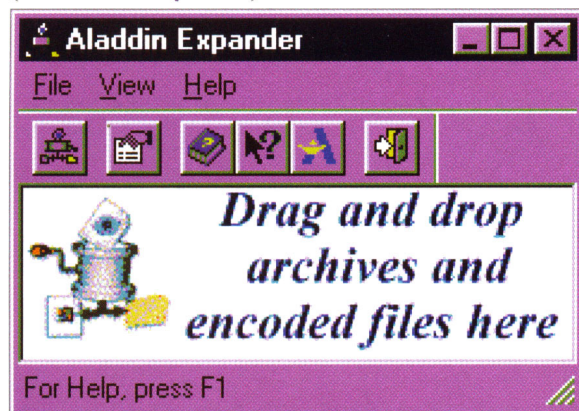 Aladdin Expander
File View Help
Drag and drop
archives and
encoded files here
For Help, press F1